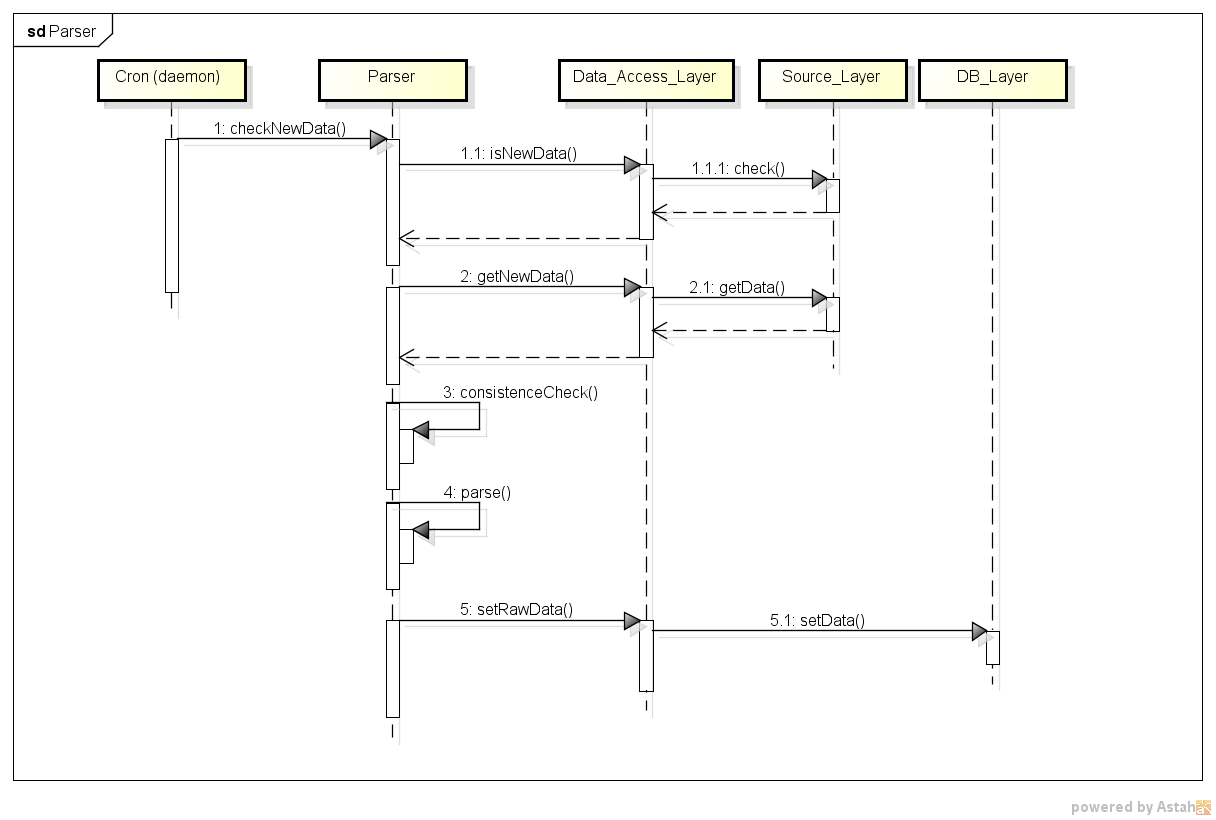 sd Parser
Cron (daemon)
Parser
Data_Access_Layer
Source_Layer
DB_Layer
1: checkNewData()
1.1: isNewData()
1.1.1: check()
2: getNewData()
2.1: getData()
3: consistenceCheck()
4: parse()
5: setRawData()
5.1: setData()
powered by Astah